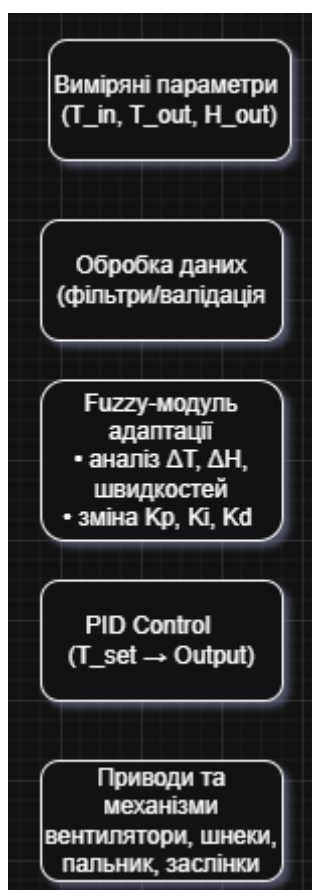 Виміряні параметри
(T_in, T_out, H_out)
Обробка даних
(фільтри/валідація
Fuzzy-модуль
адаптації
• аналіз ΔT, ΔH,
швидкостей
• зміна Kp, Ki, Kd
PID Control
(T_set → Output)
Приводи та
механізми
вентилятори, шнеки,
пальник, заслінки